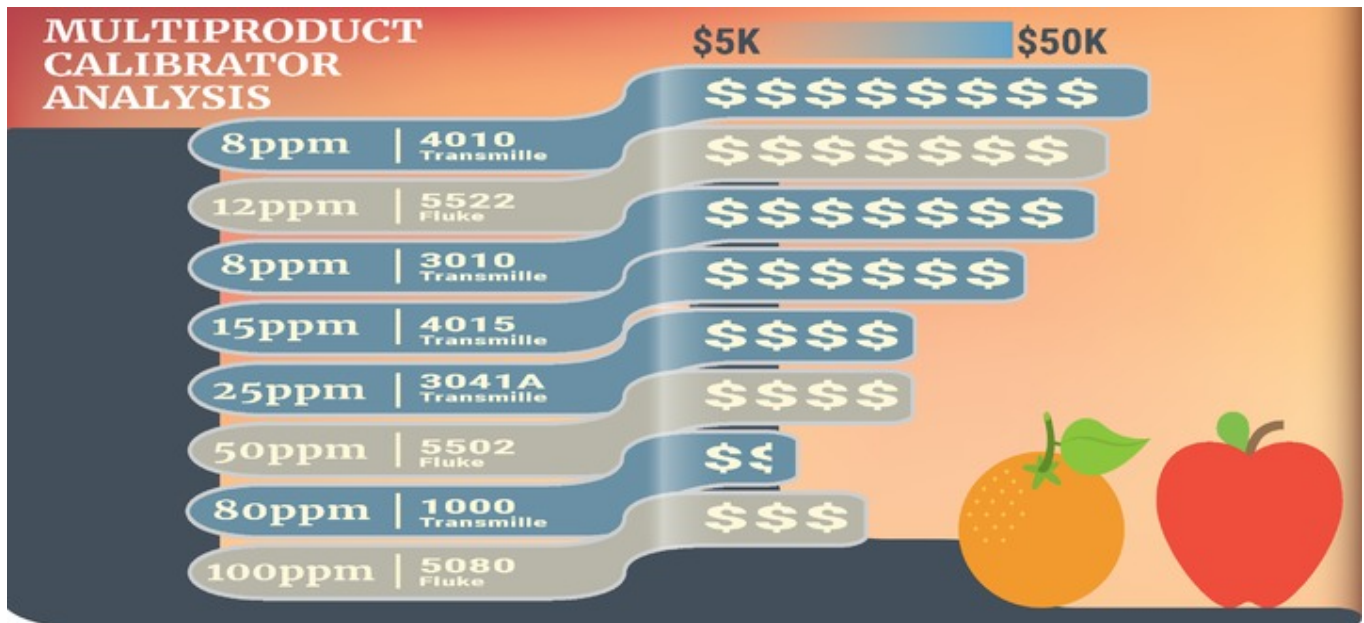 MULTIPRODUCT
CALIBRATOR
ANALYSIS
$5K $50K
8ppm | 4010 Transmille $$$$$$$$
12ppm | 5522 Fluke $$$$$$$
8ppm | 3010 Transmille $$$$$$$
15ppm | 4015 Transmille $$$$$$
25ppm | 3041A Transmille $$$$
50ppm | 5502 Fluke $$$$
80ppm | 1000 Transmille $$
100ppm | 5080 Fluke $$$